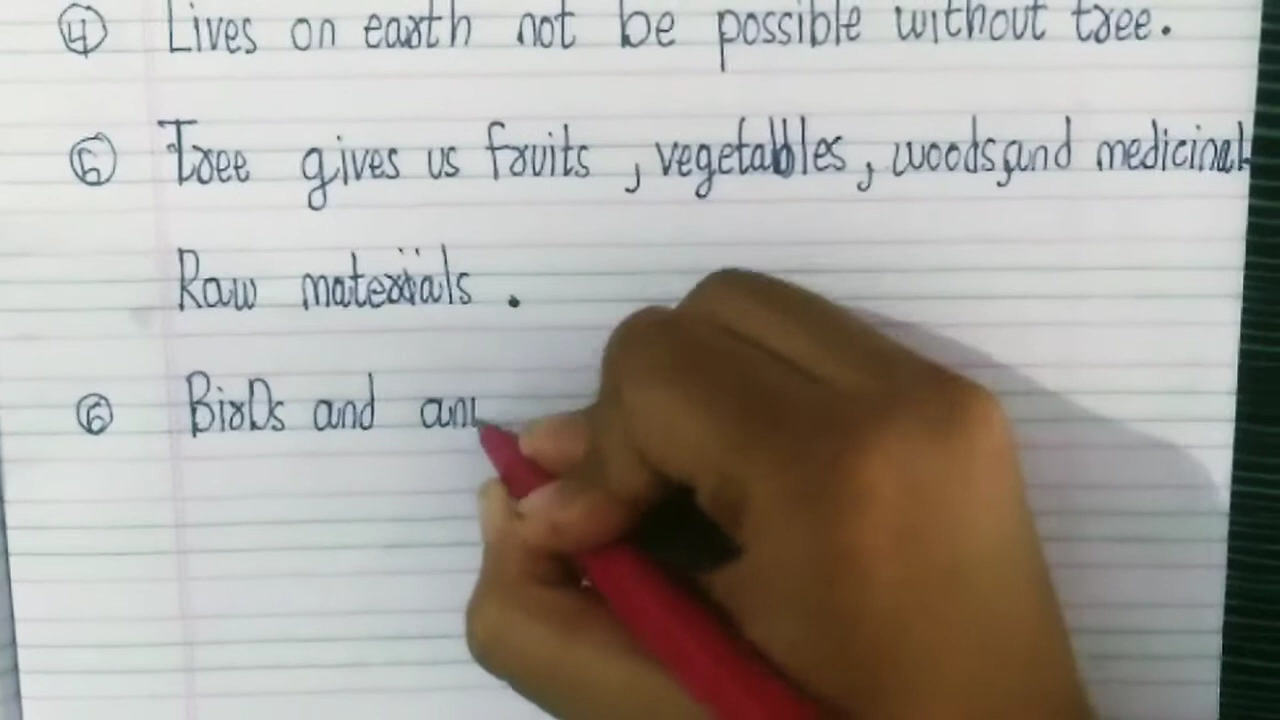 ④ Lives on earth not be possible without tree.
⑤ Tree gives us fruits , vegetables , woods,and medicinal
Raw materials .
⑥ BirDs and ani